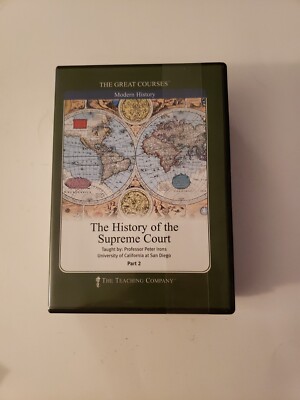 THE GREAT COURSES™
Modern History
The History of the
Supreme Court
Taught by: Professor Peter Irons
University of California at San Diego
Part 2
THE TEACHING COMPANY®